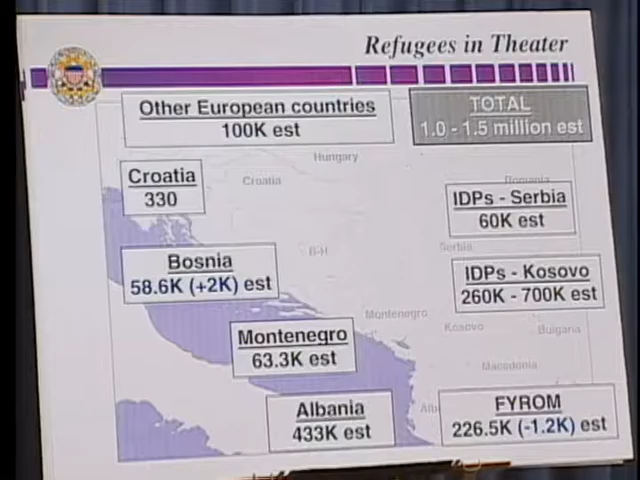 Refugees in Theater
Other European countries
100K est
TOTAL
1.0 - 1.5 million est
Hungary
Croatia
330
Croatia
Romania
IDPs - Serbia
60K est
Serbia
B-H
Bosnia
58.6K (+2K) est
IDPs - Kosovo
260K - 700K est
Montenegro
Kosovo
Bulgaria
Montenegro
63.3K est
Macedonia
Albania
433K est
Alb
FYROM
226.5K (-1.2K) est